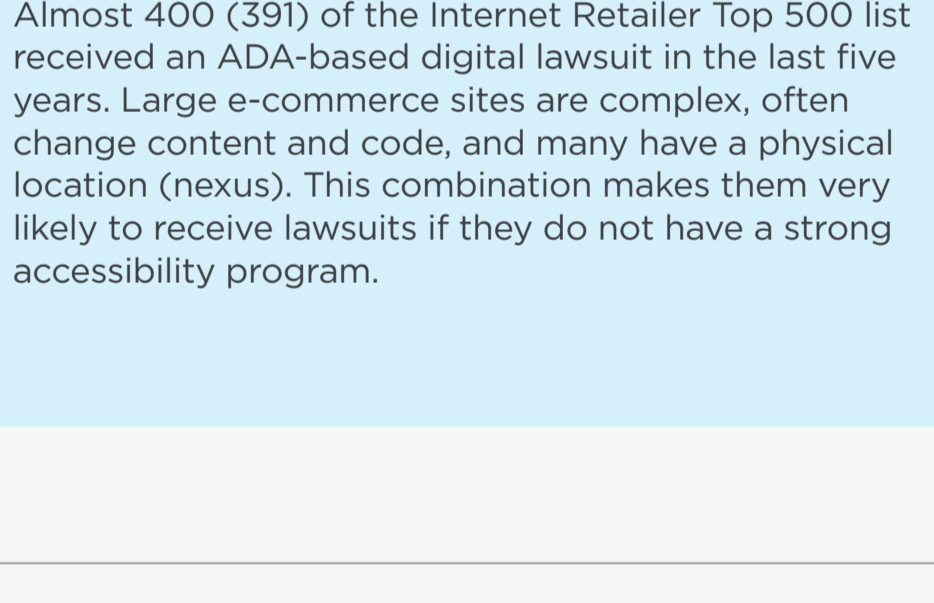 Almost 400 (391) of the Internet Retailer Top 500 list
received an ADA-based digital lawsuit in the last five
years. Large e-commerce sites are complex, often
change content and code, and many have a physical
location (nexus). This combination makes them very
likely to receive lawsuits if they do not have a strong
accessibility program.